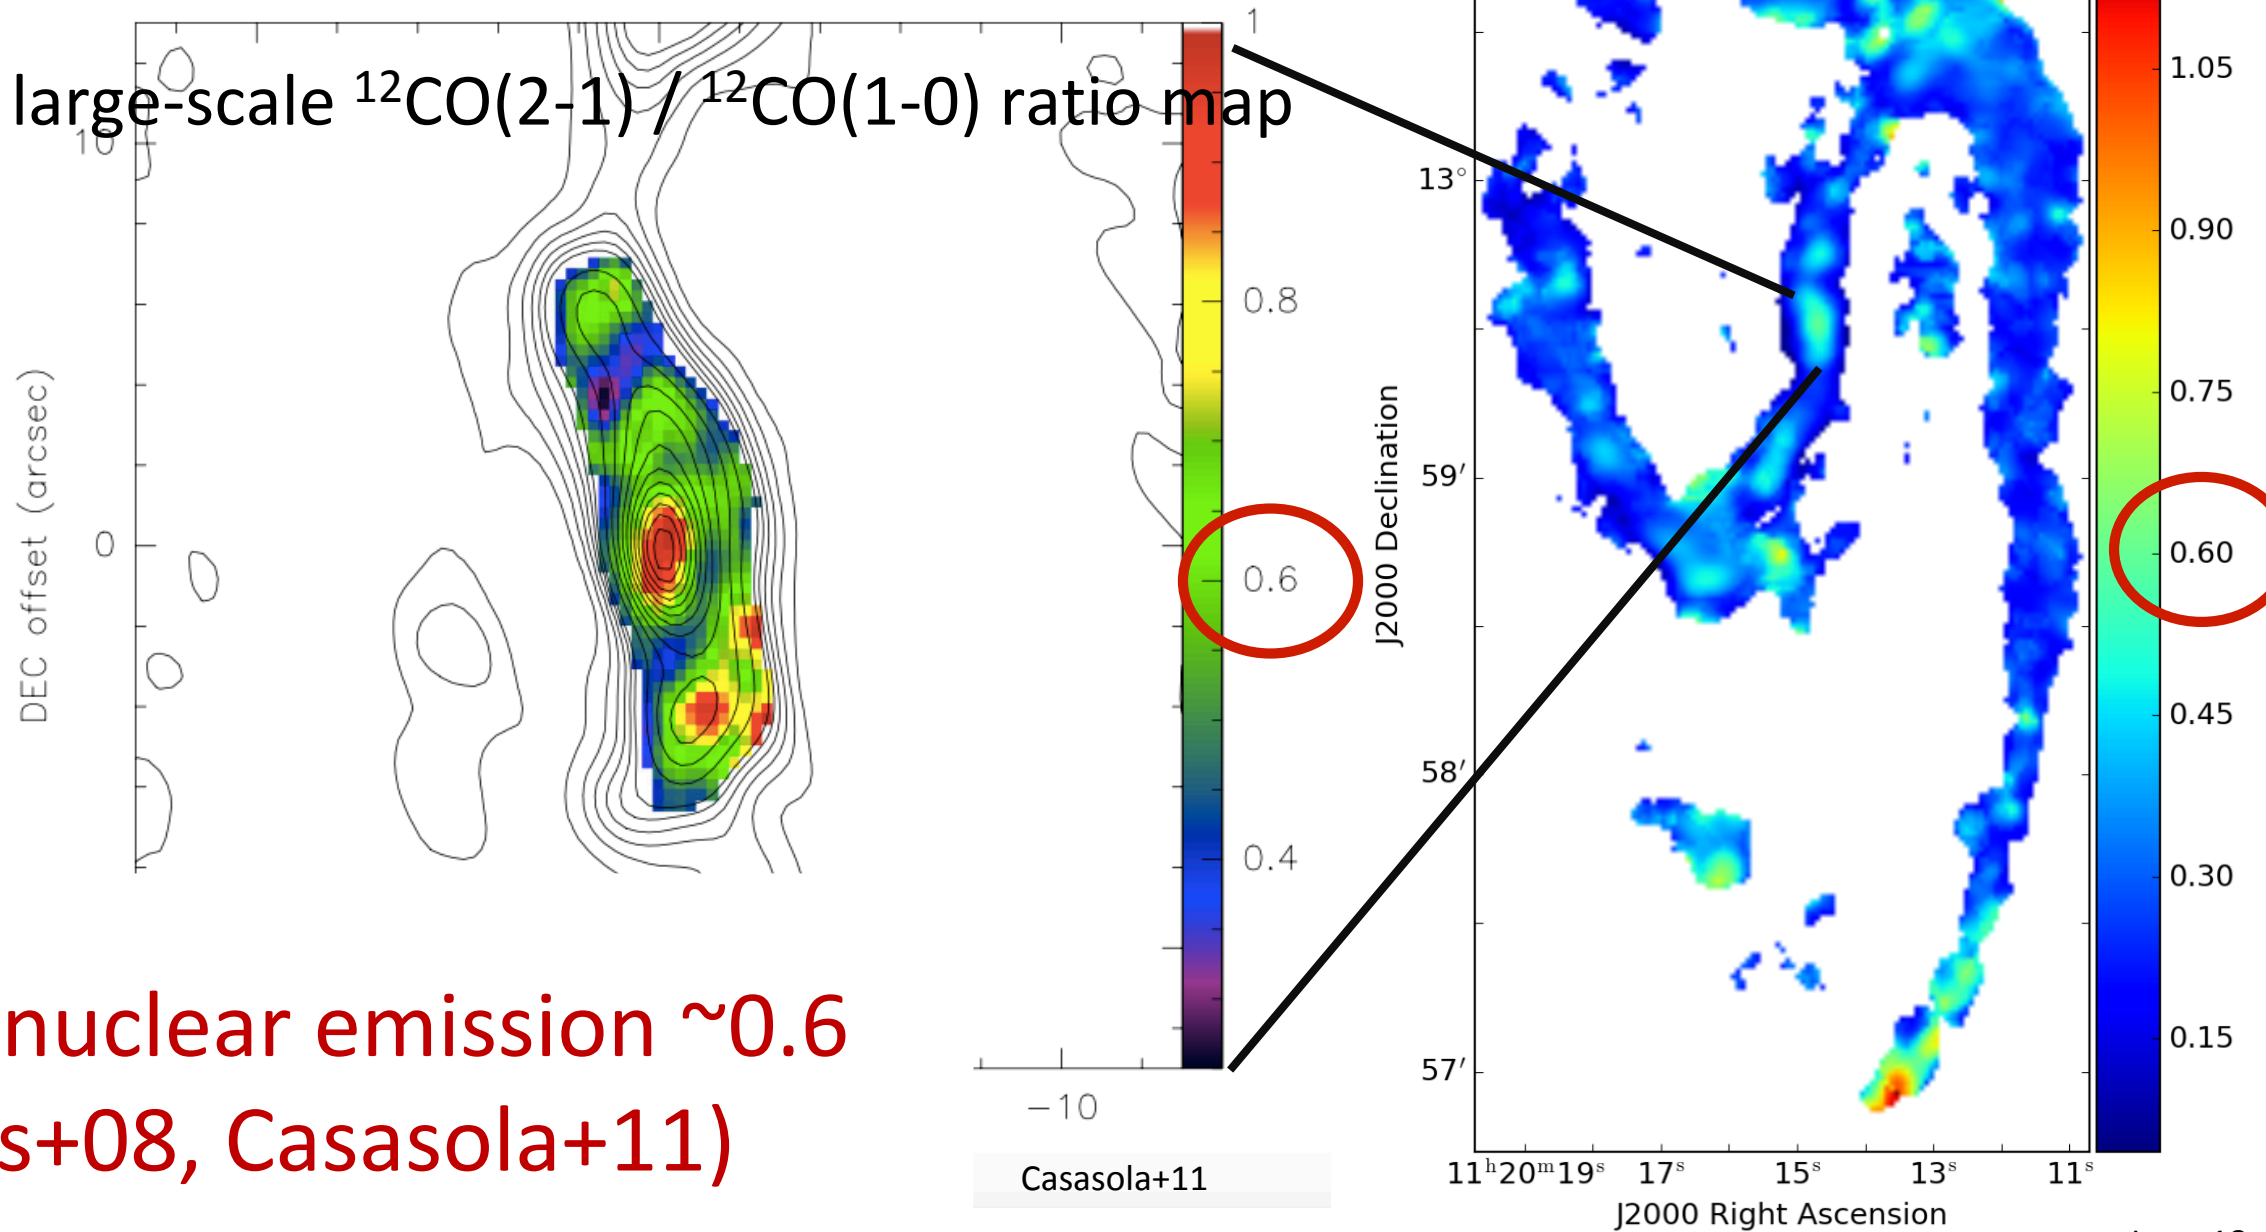 large-scale ¹²CO(2-1) / ¹²CO(1-0) ratio map
1
10
0.8
0
0.6
0.4
DEC offset (arcsec)
−10
nuclear emission ~0.6
s+08, Casasola+11)
Casasola+11
J2000 Declination
13°
59′
58′
57′
11ʰ20ᵐ19ˢ 17ˢ 15ˢ 13ˢ 11ˢ
J2000 Right Ascension
1.05
0.90
0.75
0.60
0.45
0.30
0.15